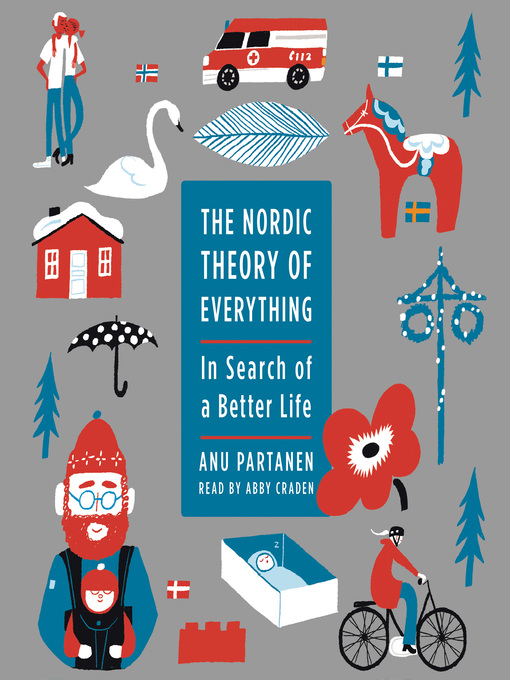 112
THE NORDIC
THEORY OF
EVERYTHING
In Search of
a Better Life
ANU PARTANEN
READ BY ABBY CRADEN
z